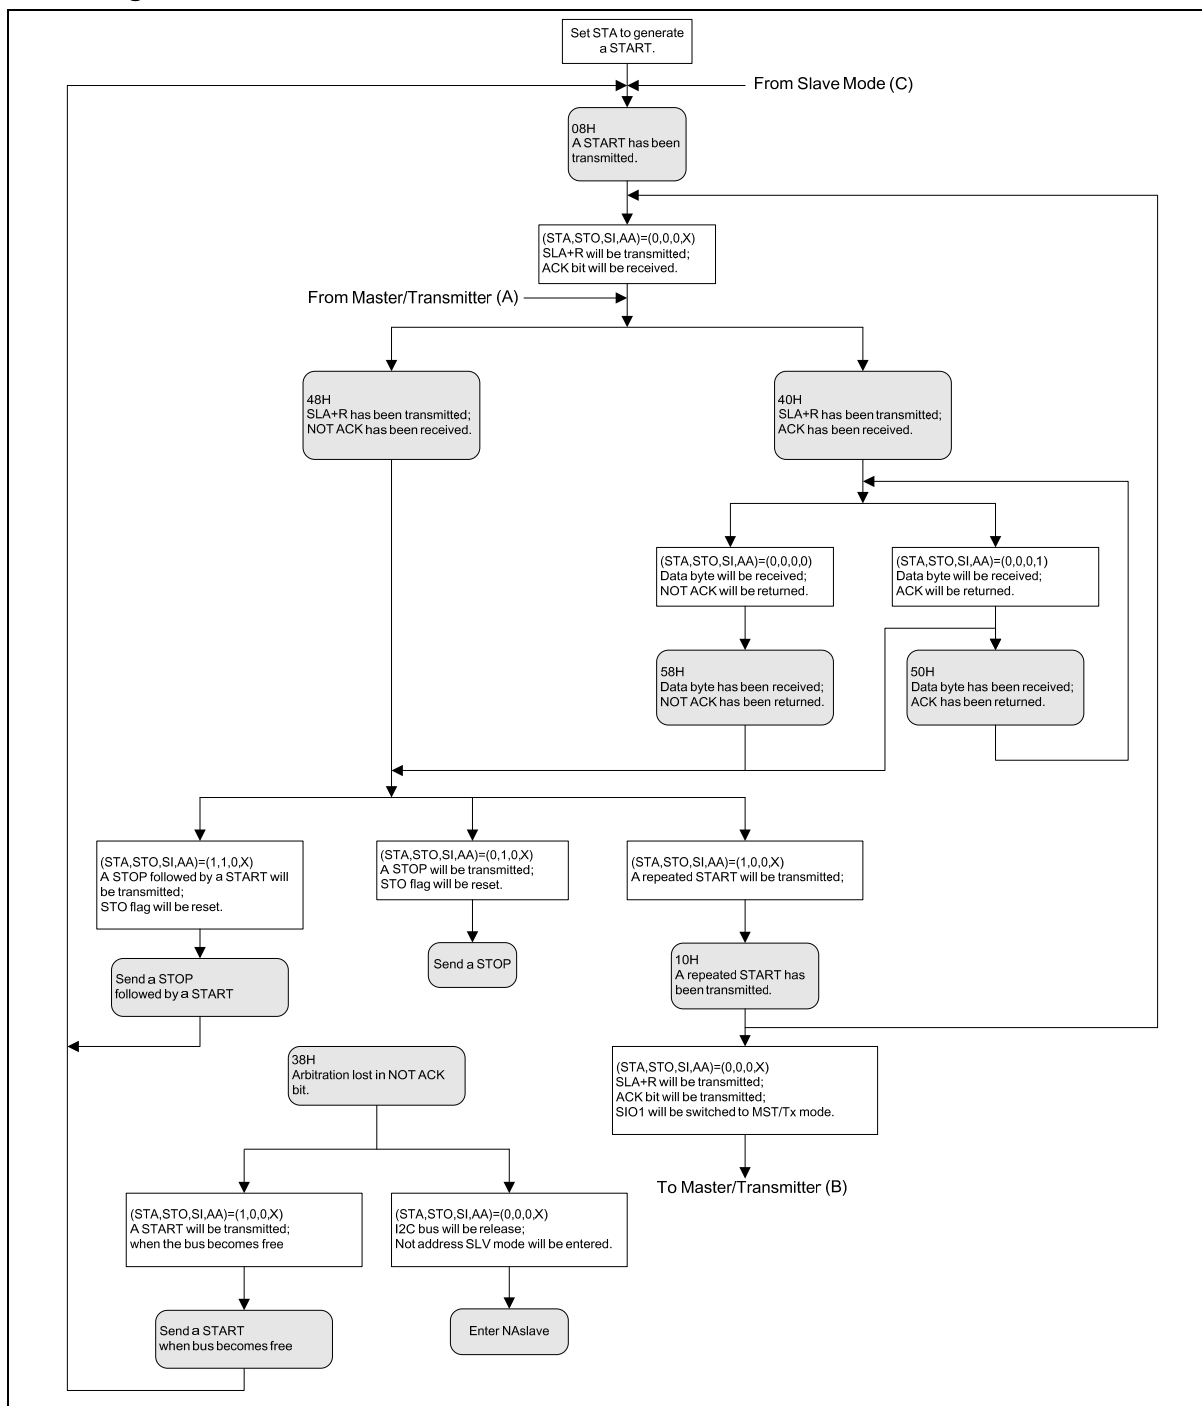 Set STA to generate
a START.
From Slave Mode (C)
08H
A START has been
transmitted.
(STA,STO,SI,AA)=(0,0,0,X)
SLA+R will be transmitted;
ACK bit will be received.
From Master/Transmitter (A)
48H
SLA+R has been transmitted;
NOT ACK has been received.
40H
SLA+R has been transmitted;
ACK has been received.
(STA,STO,SI,AA)=(0,0,0,0)
Data byte will be received;
NOT ACK will be returned.
(STA,STO,SI,AA)=(0,0,0,1)
Data byte will be received;
ACK will be returned.
58H
Data byte has been received;
NOT ACK has been returned.
50H
Data byte has been received;
ACK has been returned.
(STA,STO,SI,AA)=(1,1,0,X)
A STOP followed by a START will
be transmitted;
STO flag will be reset.
(STA,STO,SI,AA)=(0,1,0,X)
A STOP will be transmitted;
STO flag will be reset.
(STA,STO,SI,AA)=(1,0,0,X)
A repeated START will be transmitted;
Send a STOP
followed by a START
Send a STOP
10H
A repeated START has
been transmitted.
38H
Arbitration lost in NOT ACK
bit.
(STA,STO,SI,AA)=(0,0,0,X)
SLA+R will be transmitted;
ACK bit will be transmitted;
SIO1 will be switched to MST/Tx mode.
To Master/Transmitter (B)
(STA,STO,SI,AA)=(1,0,0,X)
A START will be transmitted;
when the bus becomes free
(STA,STO,SI,AA)=(0,0,0,X)
I2C bus will be release;
Not address SLV mode will be entered.
Send a START
when bus becomes free
Enter NAslave